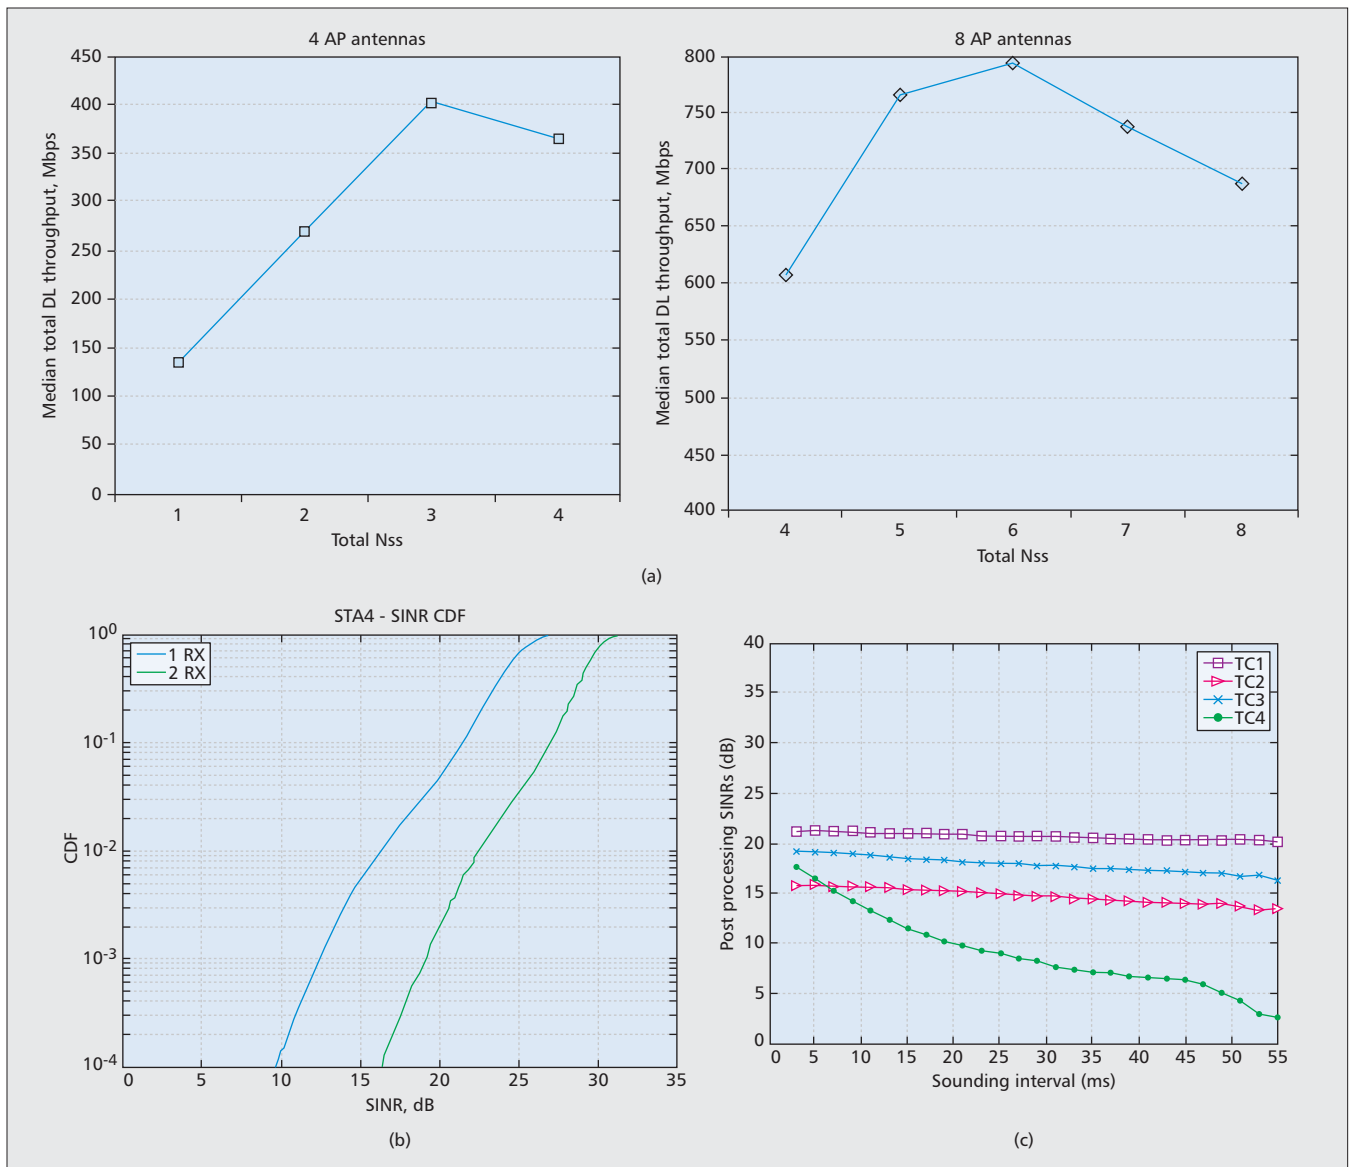 4 AP antennas
450
400
350
300
250
200
150
100
50
0
Median total DL throughput, Mbps
1 2 3 4
Total Nss
8 AP antennas
800
750
700
650
600
550
500
450
400
Median total DL throughput, Mbps
4 5 6 7 8
Total Nss
(a)
STA4 - SINR CDF
10^0
10^-1
10^-2
10^-3
10^-4
CDF
1 RX
2 RX
0 5 10 15 20 25 30 35
SINR, dB
(b)
40
35
30
25
20
15
10
5
0
Post processing SINRs (dB)
TC1
TC2
TC3
TC4
0 5 10 15 20 25 30 35 40 45 50 55
Sounding interval (ms)
(c)